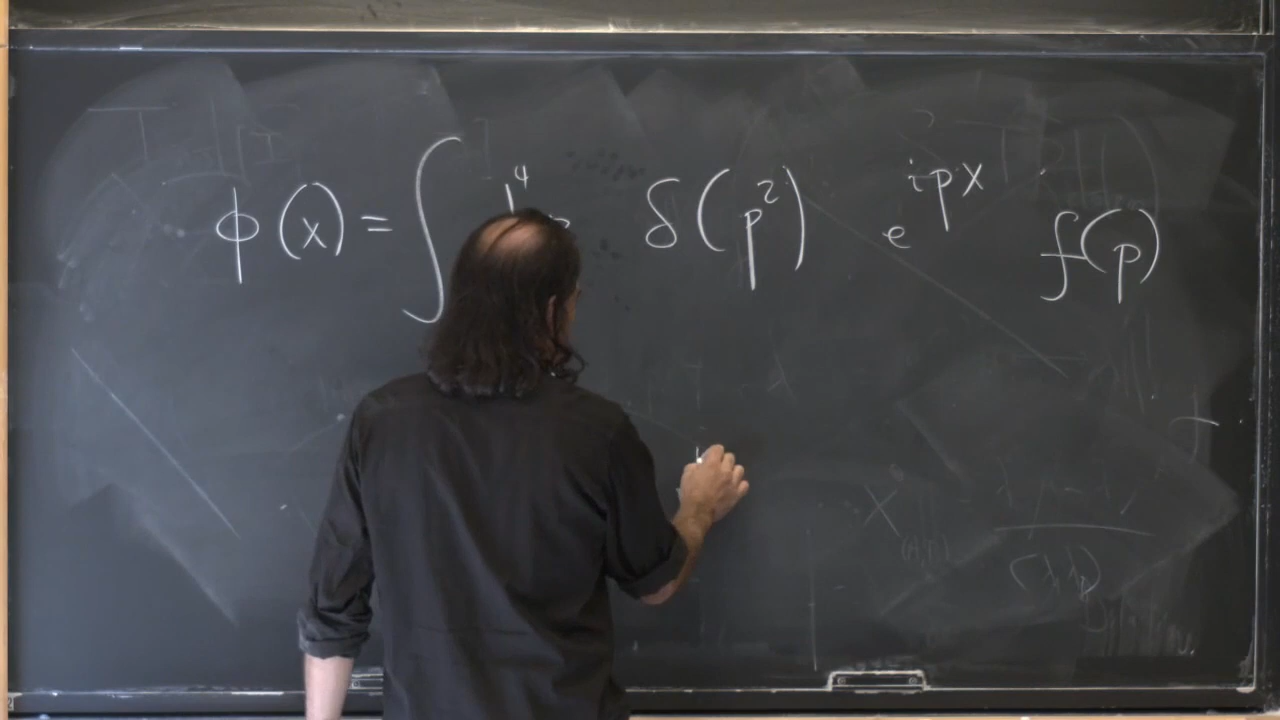 ϕ(x) = ∫ d⁴p δ(p²) e^{ipx} f(p)